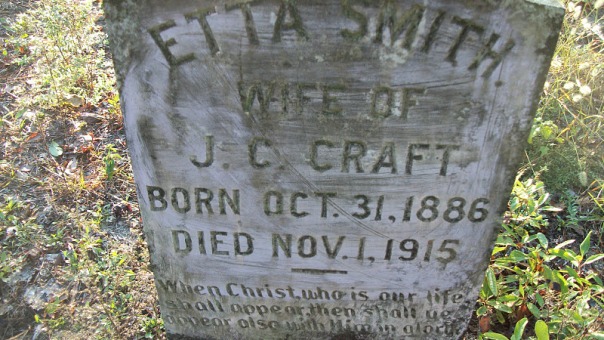 ETTA SMITH.
WIFE OF
J. C. CRAFT
BORN OCT. 31, 1886
DIED NOV. 1, 1915
When Christ, who is our life,
shall appear, then shall ye
appear also with Him in glory.